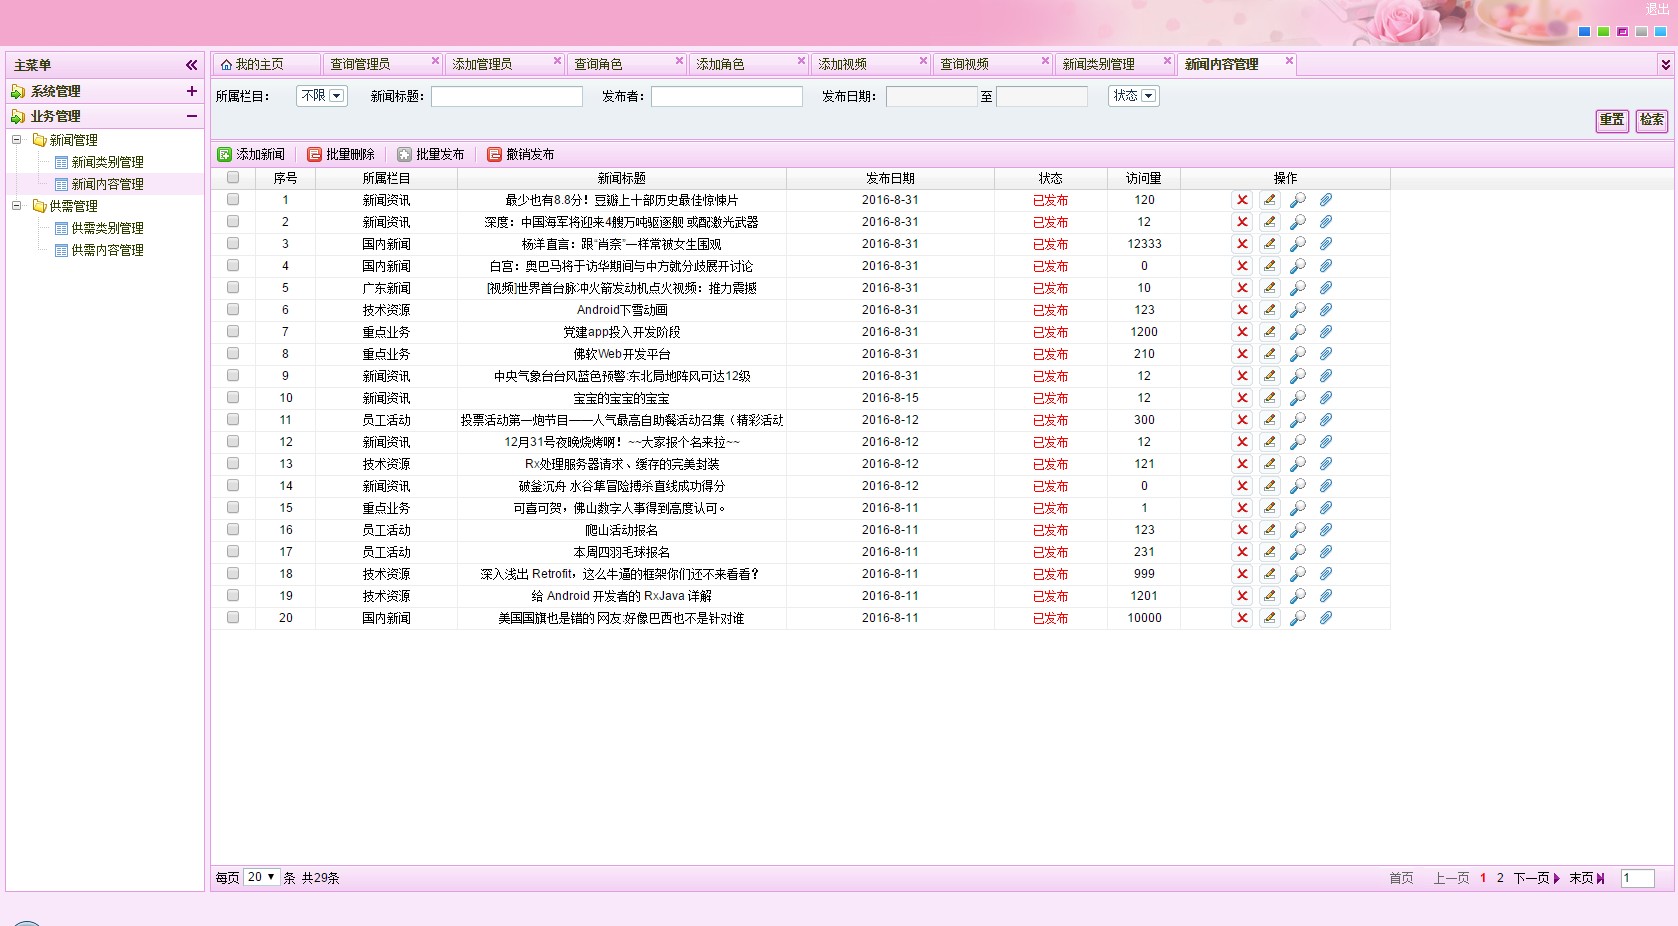 退出
主菜单
我的主页 查询管理员 添加管理员 查询角色 添加角色 添加视频 查询视频 新闻类别管理 新闻内容管理
系统管理
业务管理
新闻管理
新闻类别管理
新闻内容管理
供需管理
供需类别管理
供需内容管理
所属栏目： 不限 新闻标题： 发布者： 发布日期： 至 状态
重置 检索
添加新闻 批量删除 批量发布 撤销发布
序号 所属栏目 新闻标题 发布日期 状态 访问量 操作
1 新闻资讯 最少也有8.8分！豆瓣上十部历史最佳惊悚片 2016-8-31 已发布 120
2 新闻资讯 深度：中国海军将迎来4艘万吨驱逐舰 或配激光武器 2016-8-31 已发布 12
3 国内新闻 杨洋直言：跟“肖奈”一样常被女生围观 2016-8-31 已发布 12333
4 国内新闻 白宫：奥巴马将于访华期间与中方就分歧展开讨论 2016-8-31 已发布 0
5 广东新闻 [视频]世界首台脉冲火箭发动机点火视频：推力震撼 2016-8-31 已发布 10
6 技术资源 Android下雪动画 2016-8-31 已发布 123
7 重点业务 党建app投入开发阶段 2016-8-31 已发布 1200
8 重点业务 佛软Web开发平台 2016-8-31 已发布 210
9 新闻资讯 中央气象台台风蓝色预警:东北局地阵风可达12级 2016-8-31 已发布 12
10 新闻资讯 宝宝的宝宝的宝宝 2016-8-15 已发布 12
11 员工活动 投票活动第一炮节目——人气最高自助餐活动召集（精彩活动 2016-8-12 已发布 300
12 新闻资讯 12月31号夜晚烧烤啊！~~大家报个名来拉~~ 2016-8-12 已发布 12
13 技术资源 Rx处理服务器请求、缓存的完美封装 2016-8-12 已发布 121
14 新闻资讯 破釜沉舟 水谷隼冒险搏杀直线成功得分 2016-8-12 已发布 0
15 重点业务 可喜可贺，佛山数字人事得到高度认可。 2016-8-11 已发布 1
16 员工活动 爬山活动报名 2016-8-11 已发布 123
17 员工活动 本周四羽毛球报名 2016-8-11 已发布 231
18 技术资源 深入浅出 Retrofit，这么牛逼的框架你们还不来看看？ 2016-8-11 已发布 999
19 技术资源 给 Android 开发者的 RxJava 详解 2016-8-11 已发布 1201
20 国内新闻 美国国旗也是错的 网友:好像巴西也不是针对谁 2016-8-11 已发布 10000
每页 20 条 共29条 首页 上一页 1 2 下一页 末页 1